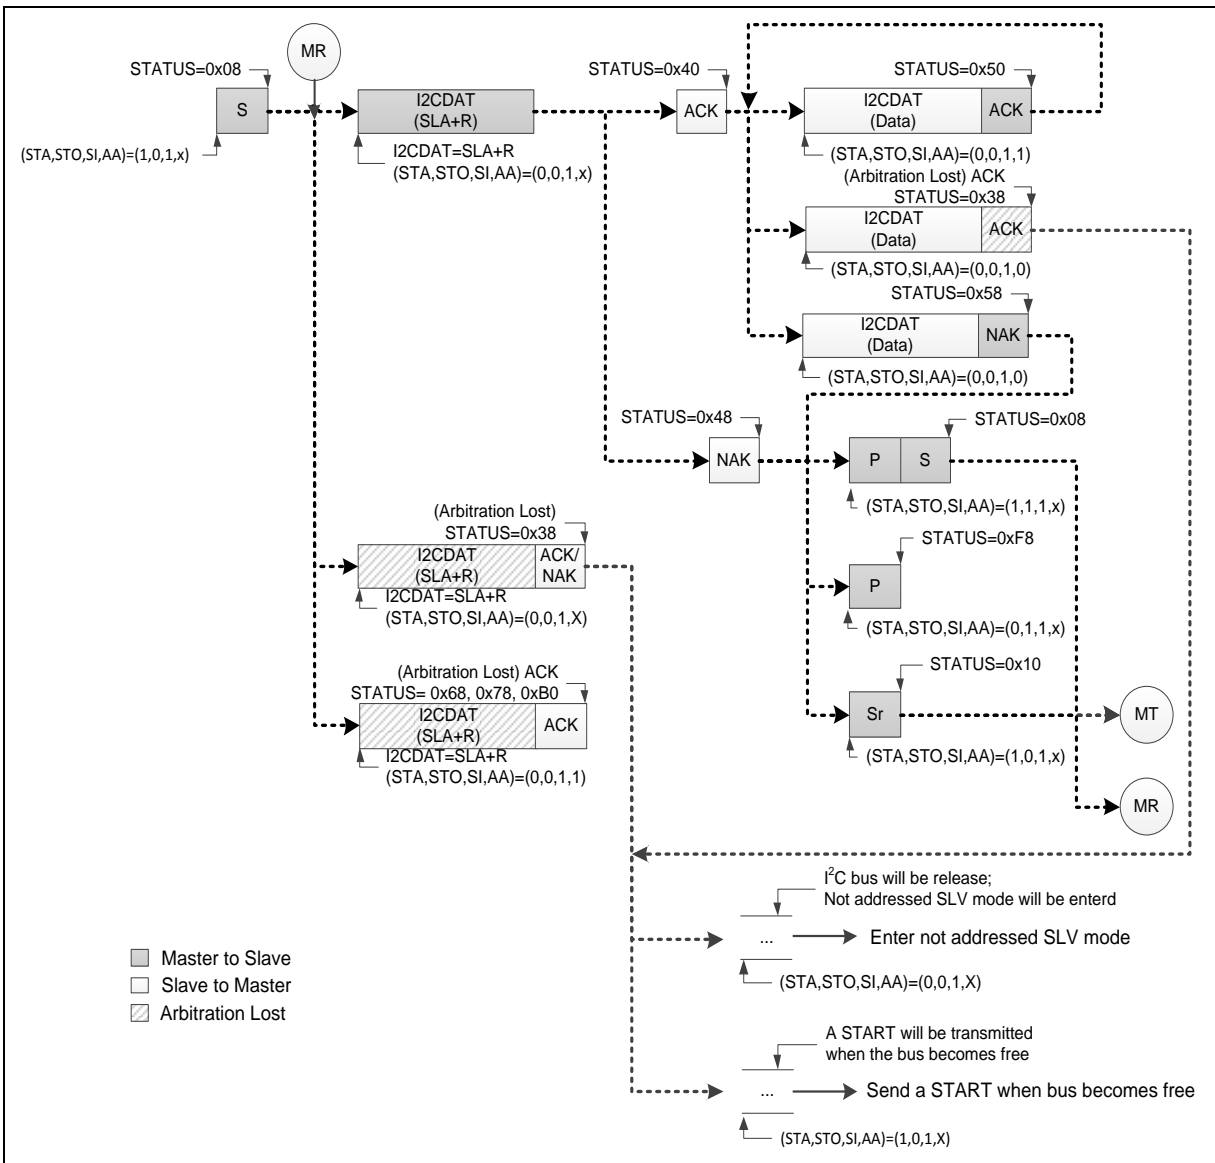 MR
STATUS=0x08
S
(STA,STO,SI,AA)=(1,0,1,x)
I2CDAT
(SLA+R)
I2CDAT=SLA+R
(STA,STO,SI,AA)=(0,0,1,x)
STATUS=0x40
ACK
STATUS=0x50
I2CDAT
(Data)
ACK
(STA,STO,SI,AA)=(0,0,1,1)
(Arbitration Lost) ACK
STATUS=0x38
I2CDAT
(Data)
ACK
(STA,STO,SI,AA)=(0,0,1,0)
STATUS=0x58
I2CDAT
(Data)
NAK
(STA,STO,SI,AA)=(0,0,1,0)
STATUS=0x48
NAK
STATUS=0x08
P
S
(STA,STO,SI,AA)=(1,1,1,x)
STATUS=0xF8
P
(STA,STO,SI,AA)=(0,1,1,x)
STATUS=0x10
Sr
(STA,STO,SI,AA)=(1,0,1,x)
MT
MR
(Arbitration Lost)
STATUS=0x38
I2CDAT
(SLA+R)
ACK/
NAK
I2CDAT=SLA+R
(STA,STO,SI,AA)=(0,0,1,X)
(Arbitration Lost) ACK
STATUS= 0x68, 0x78, 0xB0
I2CDAT
(SLA+R)
ACK
I2CDAT=SLA+R
(STA,STO,SI,AA)=(0,0,1,1)
I²C bus will be release;
Not addressed SLV mode will be enterd
...
Enter not addressed SLV mode
(STA,STO,SI,AA)=(0,0,1,X)
A START will be transmitted
when the bus becomes free
...
Send a START when bus becomes free
(STA,STO,SI,AA)=(1,0,1,X)
Master to Slave
Slave to Master
Arbitration Lost